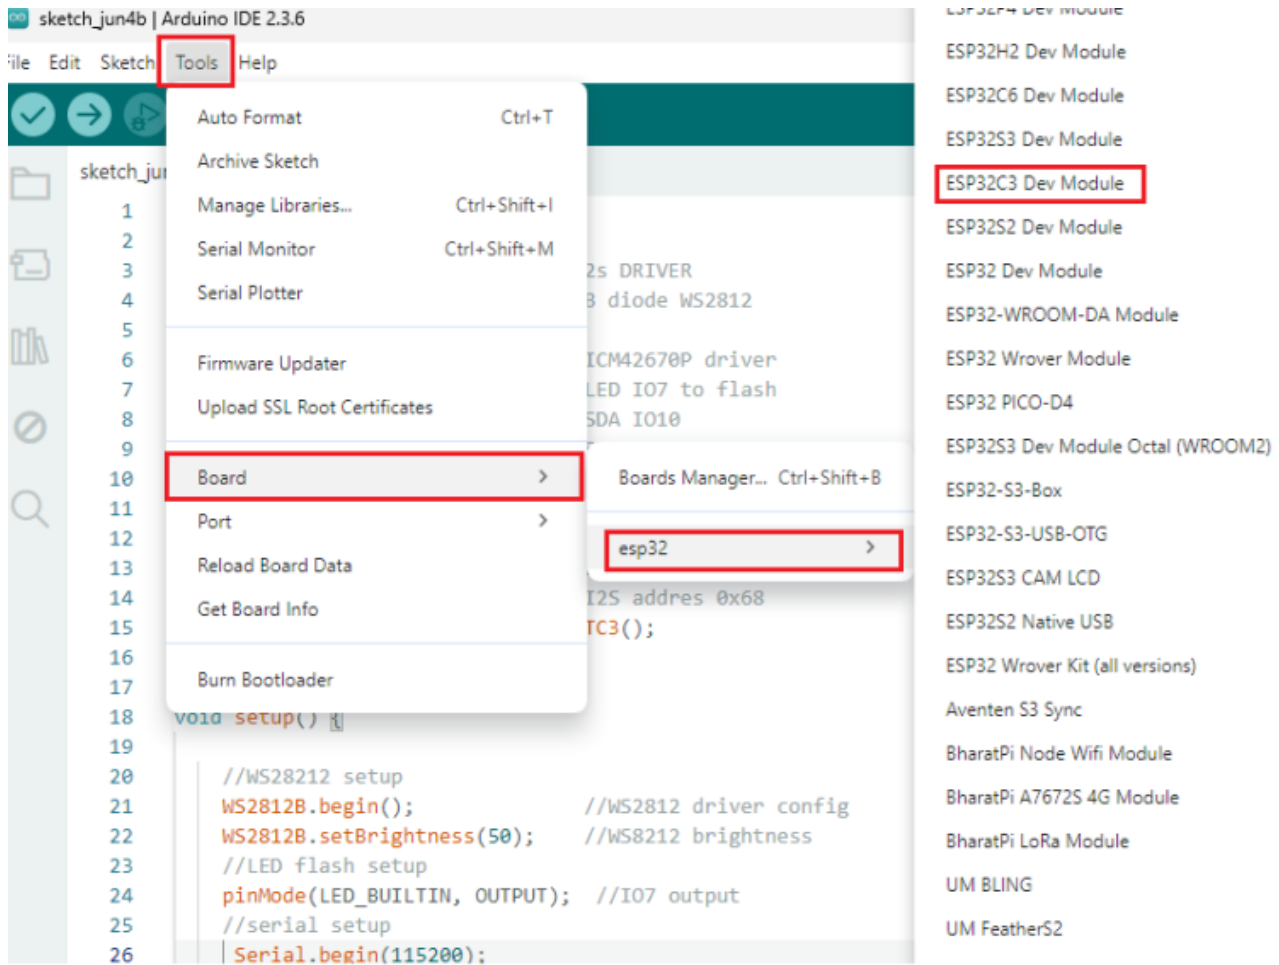 sketch_jun4b | Arduino IDE 2.3.6
File Edit Sketch Tools Help
Auto Format Ctrl+T
Archive Sketch
Manage Libraries... Ctrl+Shift+I
Serial Monitor Ctrl+Shift+M
Serial Plotter
Firmware Updater
Upload SSL Root Certificates
Board
Port
Reload Board Data
Get Board Info
Burn Bootloader
Boards Manager... Ctrl+Shift+B
esp32
ESP32P4 Dev Module
ESP32H2 Dev Module
ESP32C6 Dev Module
ESP32S3 Dev Module
ESP32C3 Dev Module
ESP32S2 Dev Module
ESP32 Dev Module
ESP32-WROOM-DA Module
ESP32 Wrover Module
ESP32 PICO-D4
ESP32S3 Dev Module Octal (WROOM2)
ESP32-S3-Box
ESP32-S3-USB-OTG
ESP32S3 CAM LCD
ESP32S2 Native USB
ESP32 Wrover Kit (all versions)
Aventen S3 Sync
BharatPi Node Wifi Module
BharatPi A7672S 4G Module
BharatPi LoRa Module
UM BLING
UM FeatherS2
sketch_jun
1
2
3 2s DRIVER
4 B diode WS2812
5
6 ICM42670P driver
7 LED IO7 to flash
8 SDA IO10
9
10
11
12
13
14 I2S addres 0x68
15 TC3();
16
17
18 void setup() {
19
20 //WS28212 setup
21 WS2812B.begin(); //WS2812 driver config
22 WS2812B.setBrightness(50); //WS8212 brightness
23 //LED flash setup
24 pinMode(LED_BUILTIN, OUTPUT); //IO7 output
25 //serial setup
26 Serial.begin(115200);